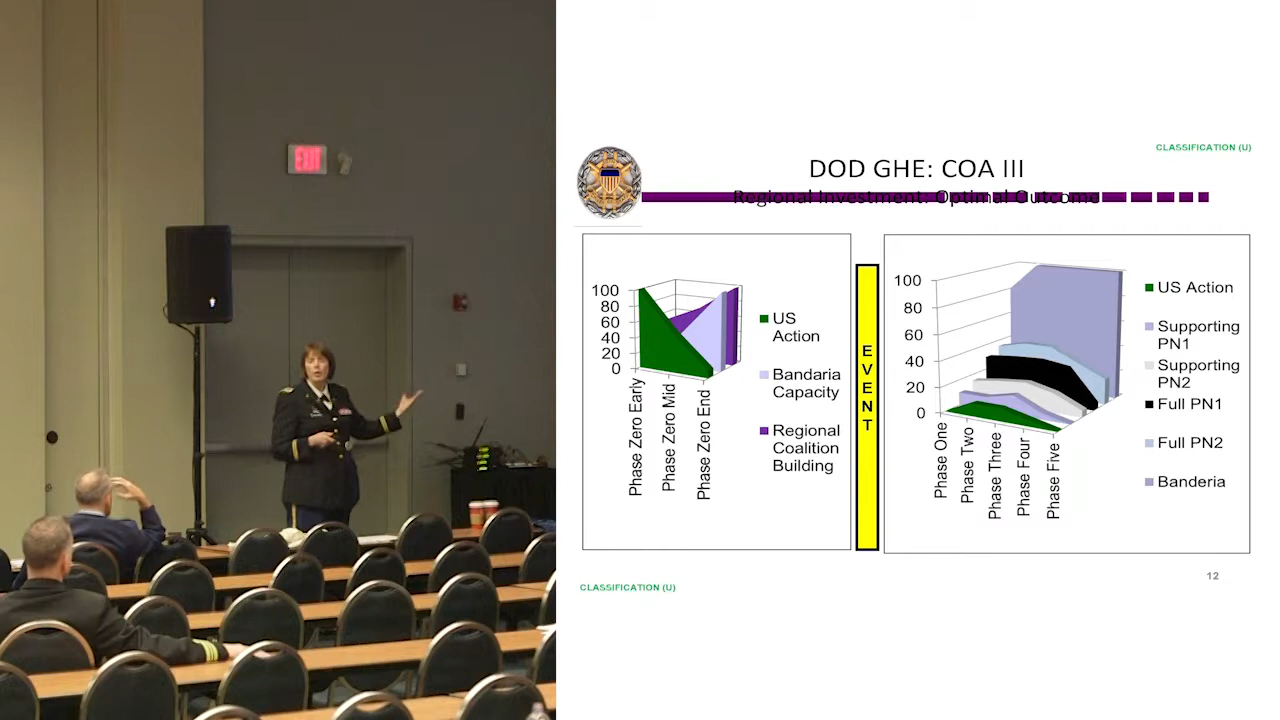 EXIT
CLASSIFICATION (U)
DOD GHE: COA III
Regional Investment: Optimal Outcome
100
80
60
40
20
0
Phase Zero Early
Phase Zero Mid
Phase Zero End
US
Action
Bandaria
Capacity
Regional
Coalition
Building
EVENT
100
80
60
40
20
0
Phase One
Phase Two
Phase Three
Phase Four
Phase Five
US Action
Supporting
PN1
Supporting
PN2
Full PN1
Full PN2
Banderia
12
CLASSIFICATION (U)